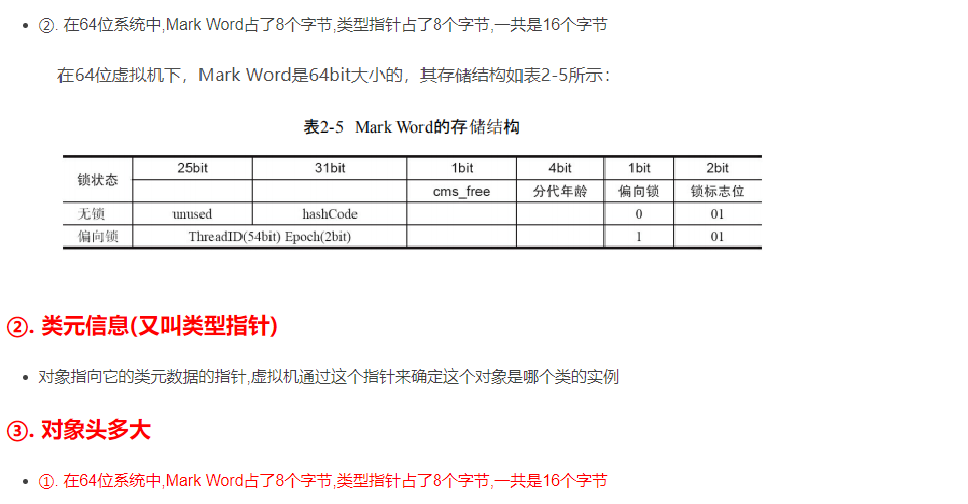 ②. 在64位系统中,Mark Word占了8个字节,类型指针占了8个字节,一共是16个字节
在64位虚拟机下，Mark Word是64bit大小的，其存储结构如表2-5所示：
表2-5 Mark Word的存储结构
锁状态 25bit 31bit 1bit 4bit 1bit 2bit
cms_free 分代年龄 偏向锁 锁标志位
无锁 unused hashCode 0 01
偏向锁 ThreadID(54bit) Epoch(2bit) 1 01
②. 类元信息(又叫类型指针)
对象指向它的类元数据的指针,虚拟机通过这个指针来确定这个对象是哪个类的实例
③. 对象头多大
①. 在64位系统中,Mark Word占了8个字节,类型指针占了8个字节,一共是16个字节